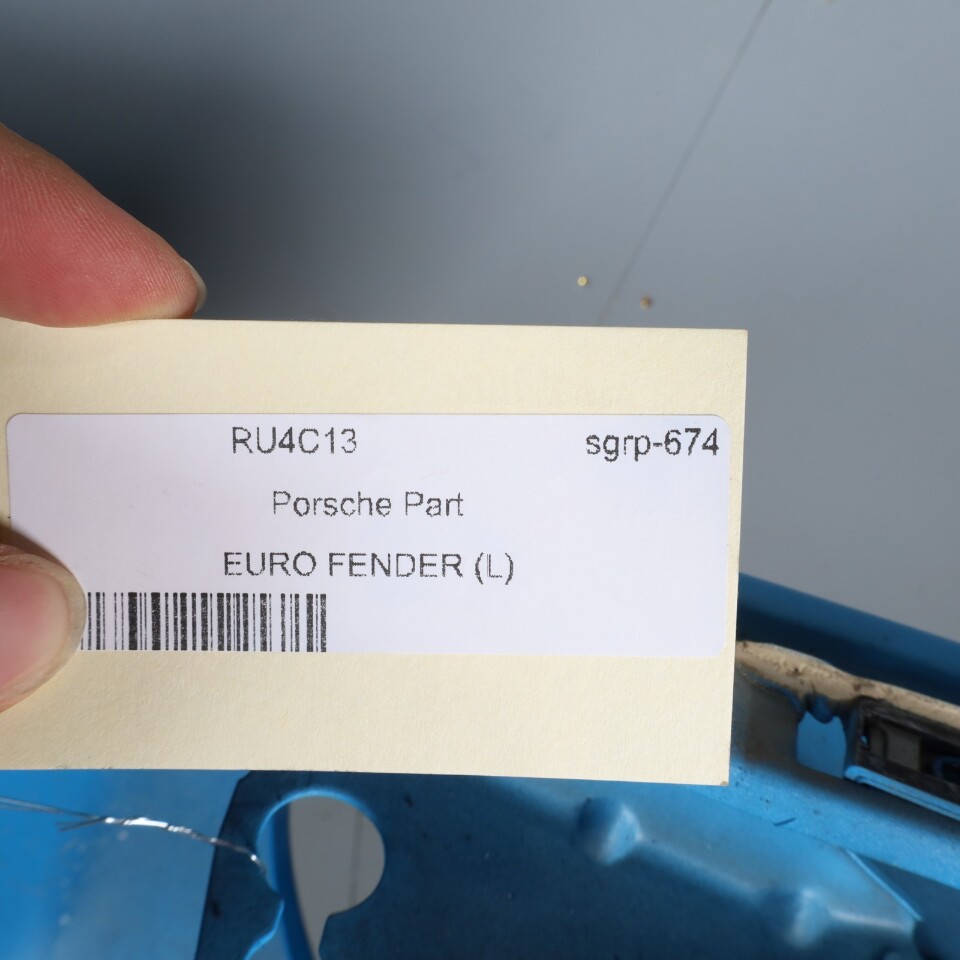 RU4C13 sgrp-674
Porsche Part
EURO FENDER (L)